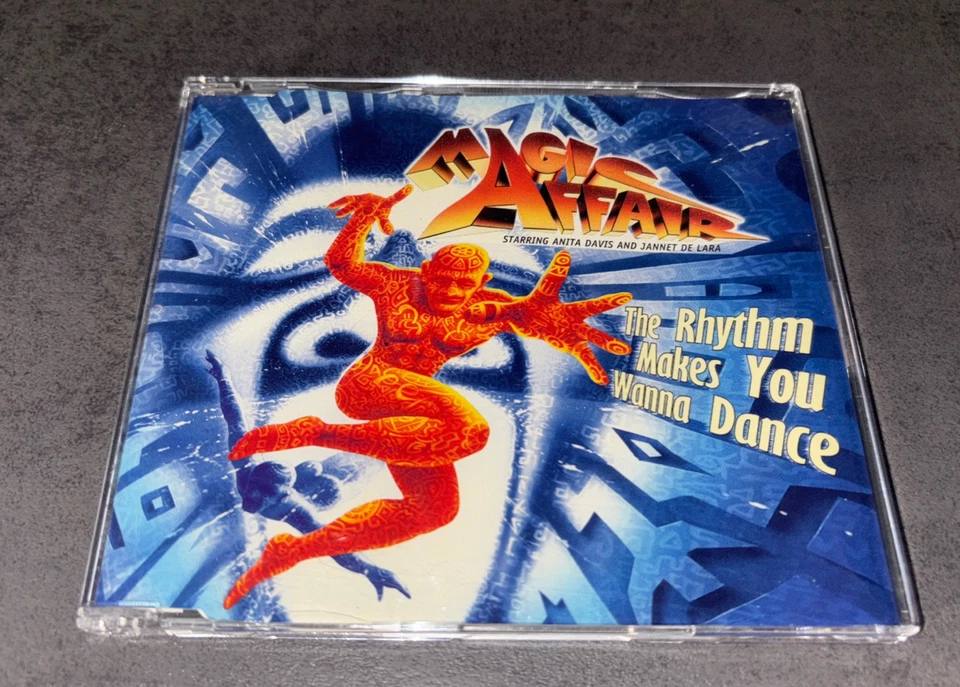 MAGIC
AFFAIR
STARRING ANITA DAVIS AND JANNET DE LARA
The Rhythm
Makes You
Wanna Dance